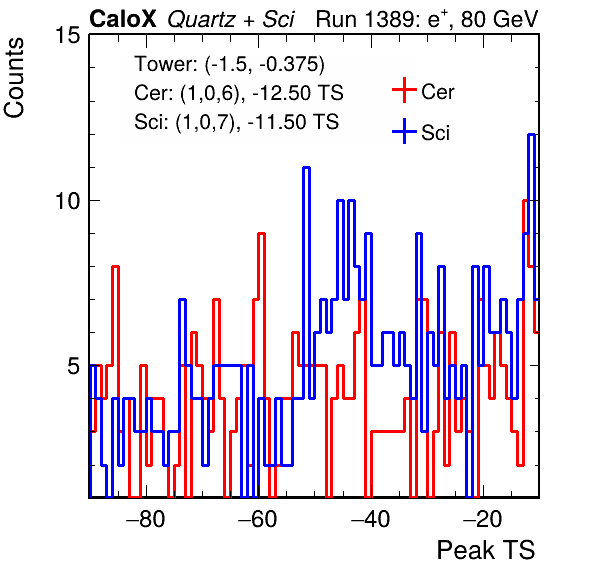 CaloX Quartz + Sci Run 1389: e⁺, 80 GeV
Counts
15
10
5
Tower: (-1.5, -0.375)
Cer: (1,0,6), -12.50 TS
Sci: (1,0,7), -11.50 TS
Cer
Sci
−80 −60 −40 −20
Peak TS